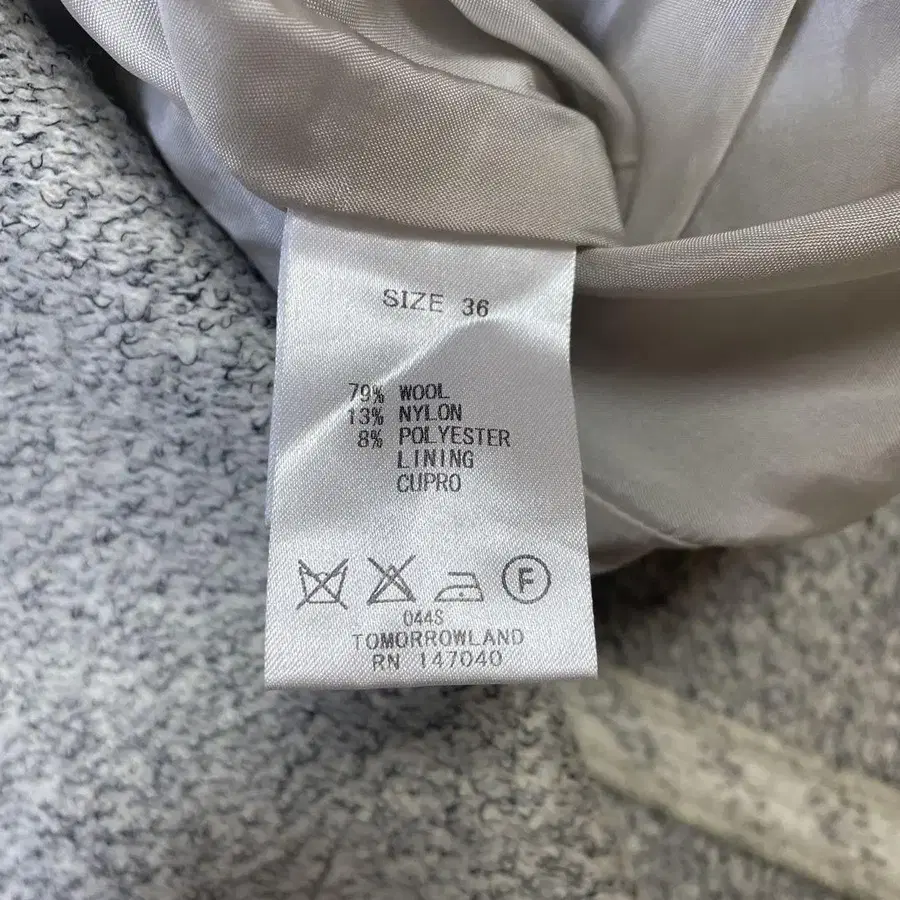 SIZE 36
79% WOOL
13% NYLON
8% POLYESTER
LINING
CUPRO
F
044S
TOMORROWLAND
RN 147040